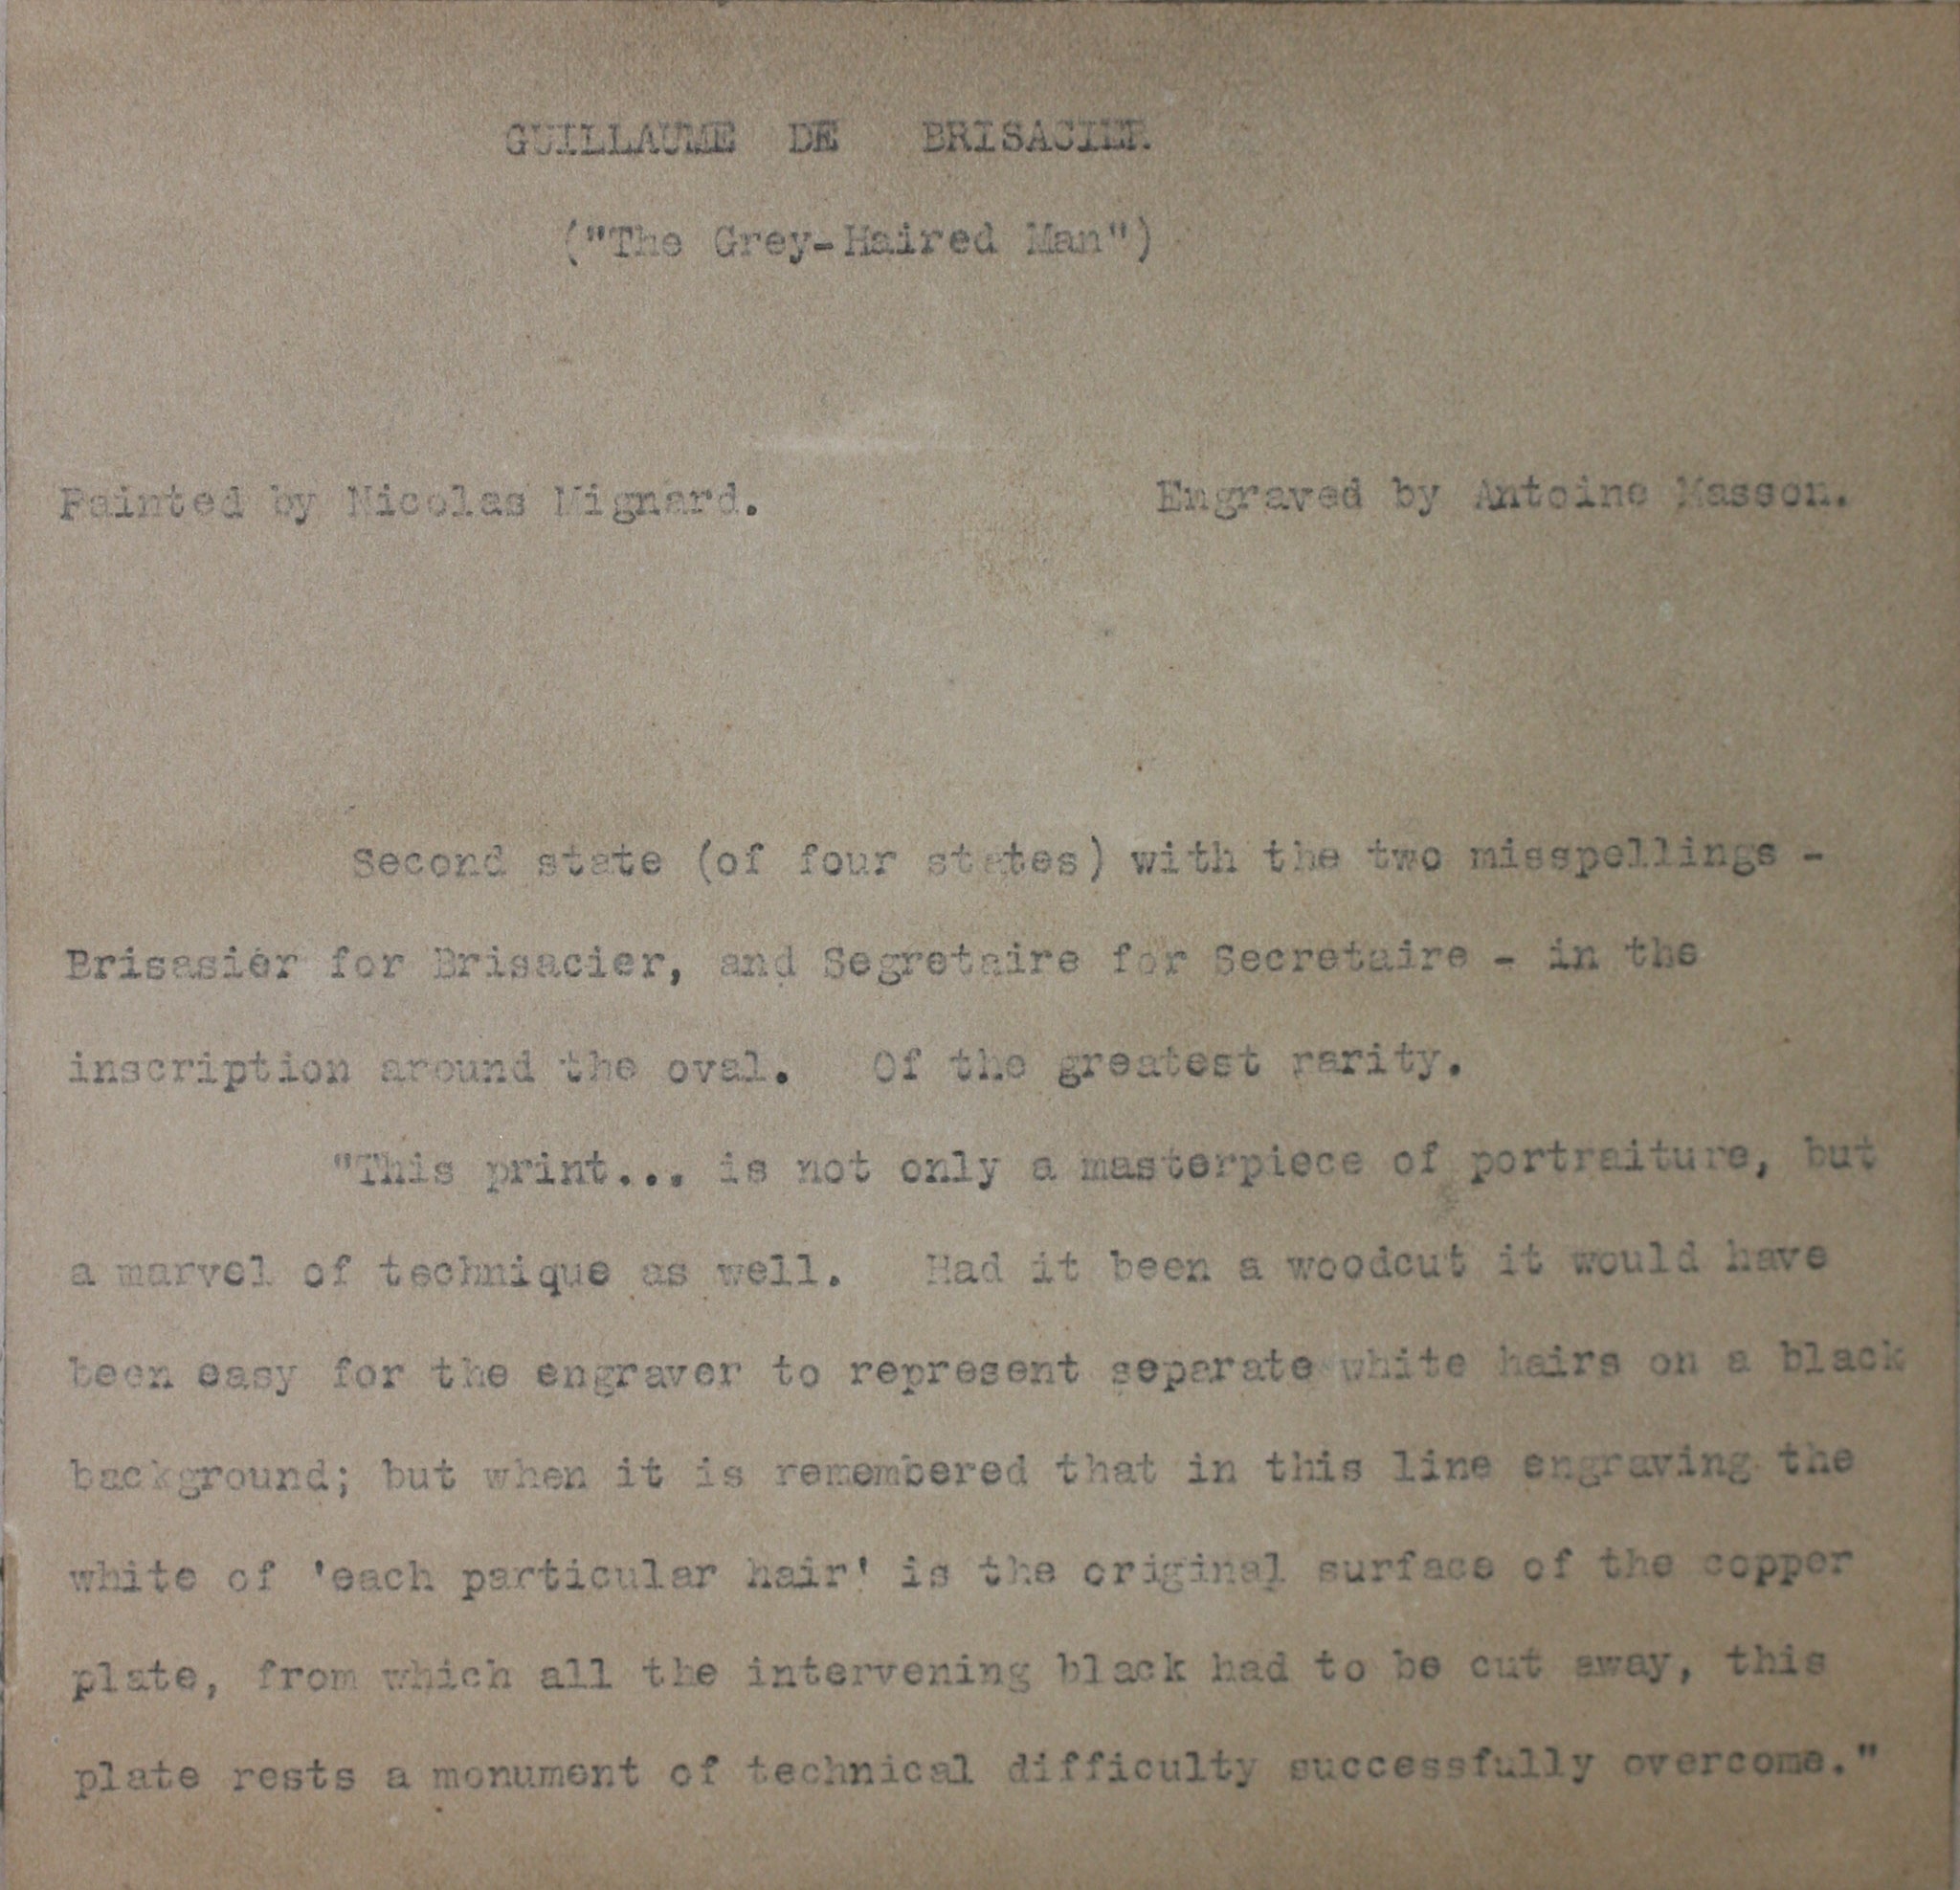 GUILLAUME DE BRISACIER
("The Grey-Haired Man")
Painted by Nicolas Mignard. Engraved by Antoine Masson.
Second state (of four states) with the two misspellings -
Brisasier for Brisacier, and Segretaire for Secretaire - in the
inscription around the oval. Of the greatest rarity.
"This print... is not only a masterpiece of portraiture, but
a marvel of technique as well. Had it been a woodcut it would have
been easy for the engraver to represent separate white hairs on a black
background; but when it is remembered that in this line engraving the
white of 'each particular hair' is the original surface of the copper
plate, from which all the intervening black had to be cut away, this
plate rests a monument of technical difficulty successfully overcome."